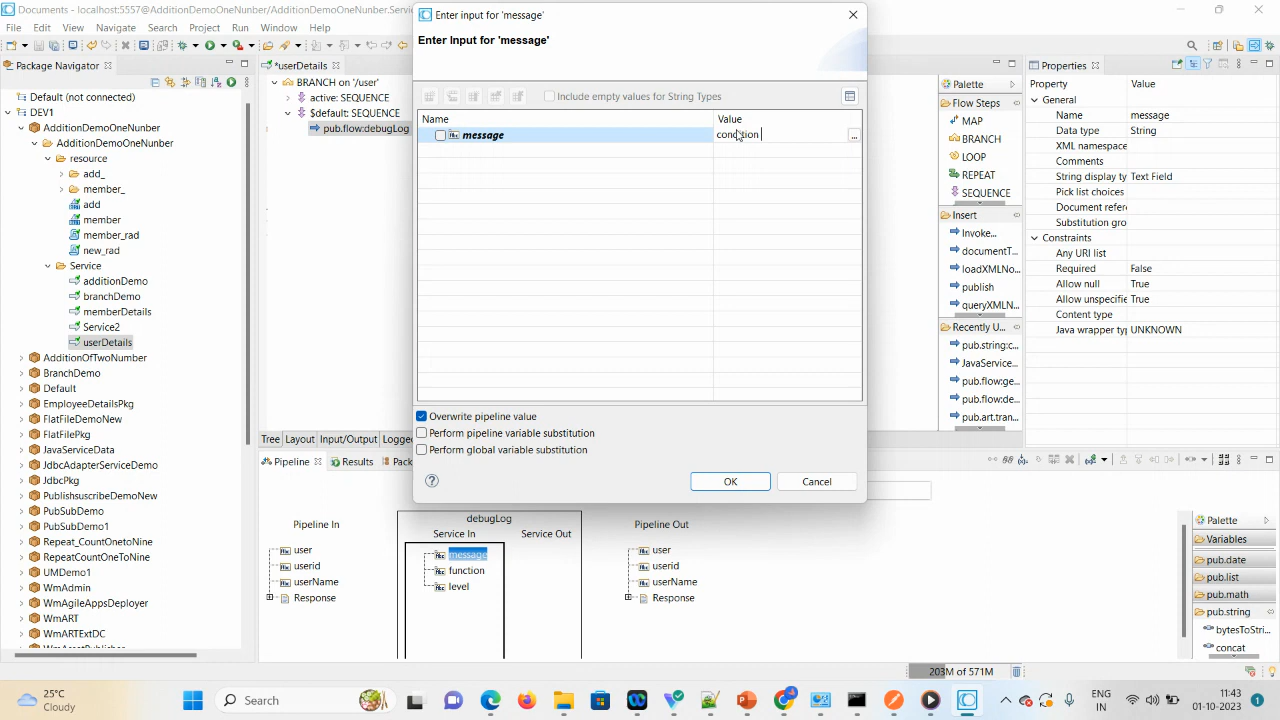 Documents - localhost:5557@AdditionDemoOneNunber/AdditionDemoOneNunber.Serv
File Edit View Navigate Search Project Run Window Help
Package Navigator
Default (not connected)
DEV1
AdditionDemoOneNunber
AdditionDemoOneNunber
resource
add_
member_
add
member
member_rad
new_rad
Service
additionDemo
branchDemo
memberDetails
Service2
userDetails
AdditionOfTwoNumber
BranchDemo
Default
EmployeeDetailsPkg
FlatFileDemoNew
FlatFilePkg
JavaServiceData
JdbcAdapterServiceDemo
JdbcPkg
PublishsuscribeDemoNew
PubSubDemo
PubSubDemo1
Repeat_CountOnetoNine
RepeatCountOneToNine
UMDemo1
WmAdmin
WmAgileAppsDeployer
WmART
WmARTExtDC
*userDetails
BRANCH on '/user'
active: SEQUENCE
$default: SEQUENCE
pub.flow:debugLog
Tree Layout Input/Output Logged
Enter input for 'message'
Enter Input for 'message'
Include empty values for String Types
Name Value
message condition ...
Overwrite pipeline value
Perform pipeline variable substitution
Perform global variable substitution
OK Cancel
Palette
Flow Steps
MAP
BRANCH
LOOP
REPEAT
SEQUENCE
Insert
Invoke...
documentT...
loadXMLNo...
publish
queryXMLN...
Recently U...
pub.string:c...
JavaService...
pub.flow:ge...
pub.flow:de...
pub.art.tran...
Properties
Property Value
General
Name message
Data type String
XML namespace
Comments
String display ty Text Field
Pick list choices
Document refere
Substitution gro
Constraints
Any URI list
Required False
Allow null True
Allow unspecifie True
Content type
Java wrapper typ UNKNOWN
Pipeline Results Pack
Pipeline In
user
userid
userName
Response
debugLog
Service In Service Out
message
function
level
Pipeline Out
user
userid
userName
Response
Palette
Variables
pub.date
pub.list
pub.math
pub.string
bytesToStri...
concat
203M of 571M
25°C
Cloudy
Search
ENG
IN
11:43
01-10-2023